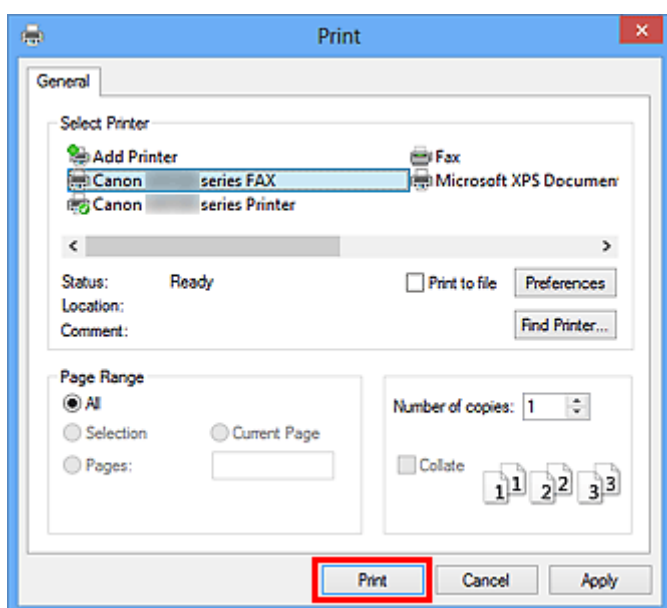 Print
General
Select Printer
Add Printer Fax
Canon series FAX Microsoft XPS Documen
Canon series Printer
Status: Ready Print to file Preferences
Location:
Comment: Find Printer...
Page Range
All Number of copies: 1
Selection Current Page
Pages: Collate
1 1 2 2 3 3
Print Cancel Apply